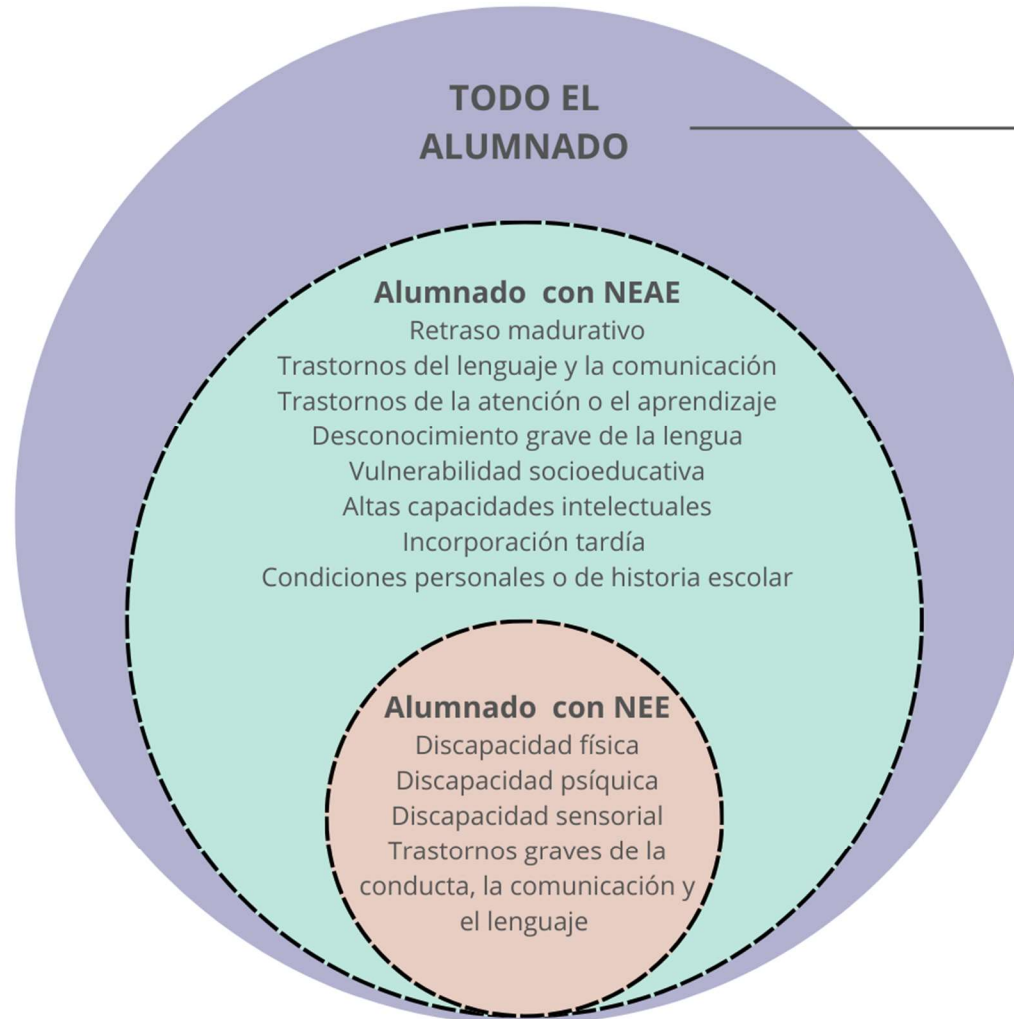 TODO EL
ALUMNADO
Alumnado con NEAE
Retraso madurativo
Trastornos del lenguaje y la comunicación
Trastornos de la atención o el aprendizaje
Desconocimiento grave de la lengua
Vulnerabilidad socioeducativa
Altas capacidades intelectuales
Incorporación tardía
Condiciones personales o de historia escolar
Alumnado con NEE
Discapacidad física
Discapacidad psíquica
Discapacidad sensorial
Trastornos graves de la
conducta, la comunicación y
el lenguaje